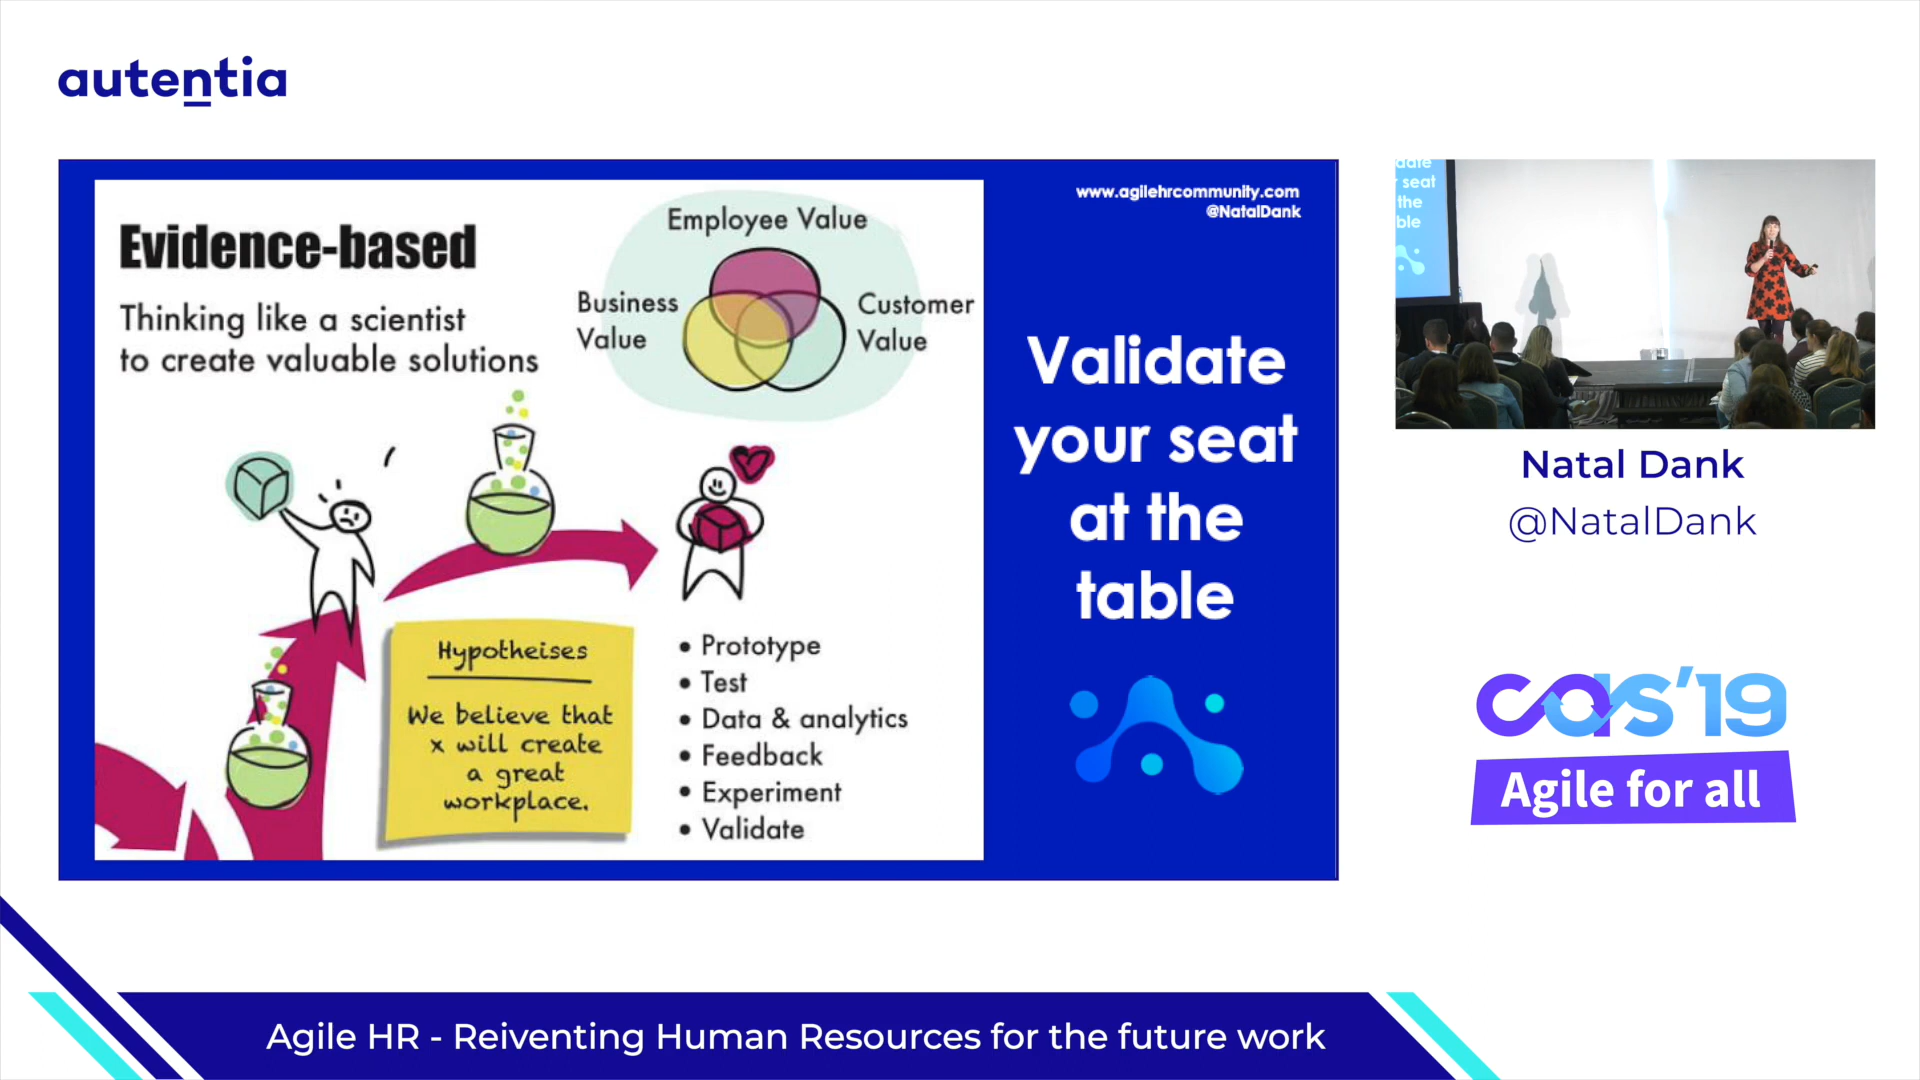 autentia
www.agilehrcommunity.com
@NatalDank
Evidence-based
Thinking like a scientist
to create valuable solutions
Employee Value
Business
Value
Customer
Value
Hypotheises
We believe that
x will create
a great
workplace.
• Prototype
• Test
• Data & analytics
• Feedback
• Experiment
• Validate
Validate
your seat
at the
table
seat
the
Natal Dank
@NatalDank
cas'19
Agile for all
Agile HR - Reiventing Human Resources for the future work